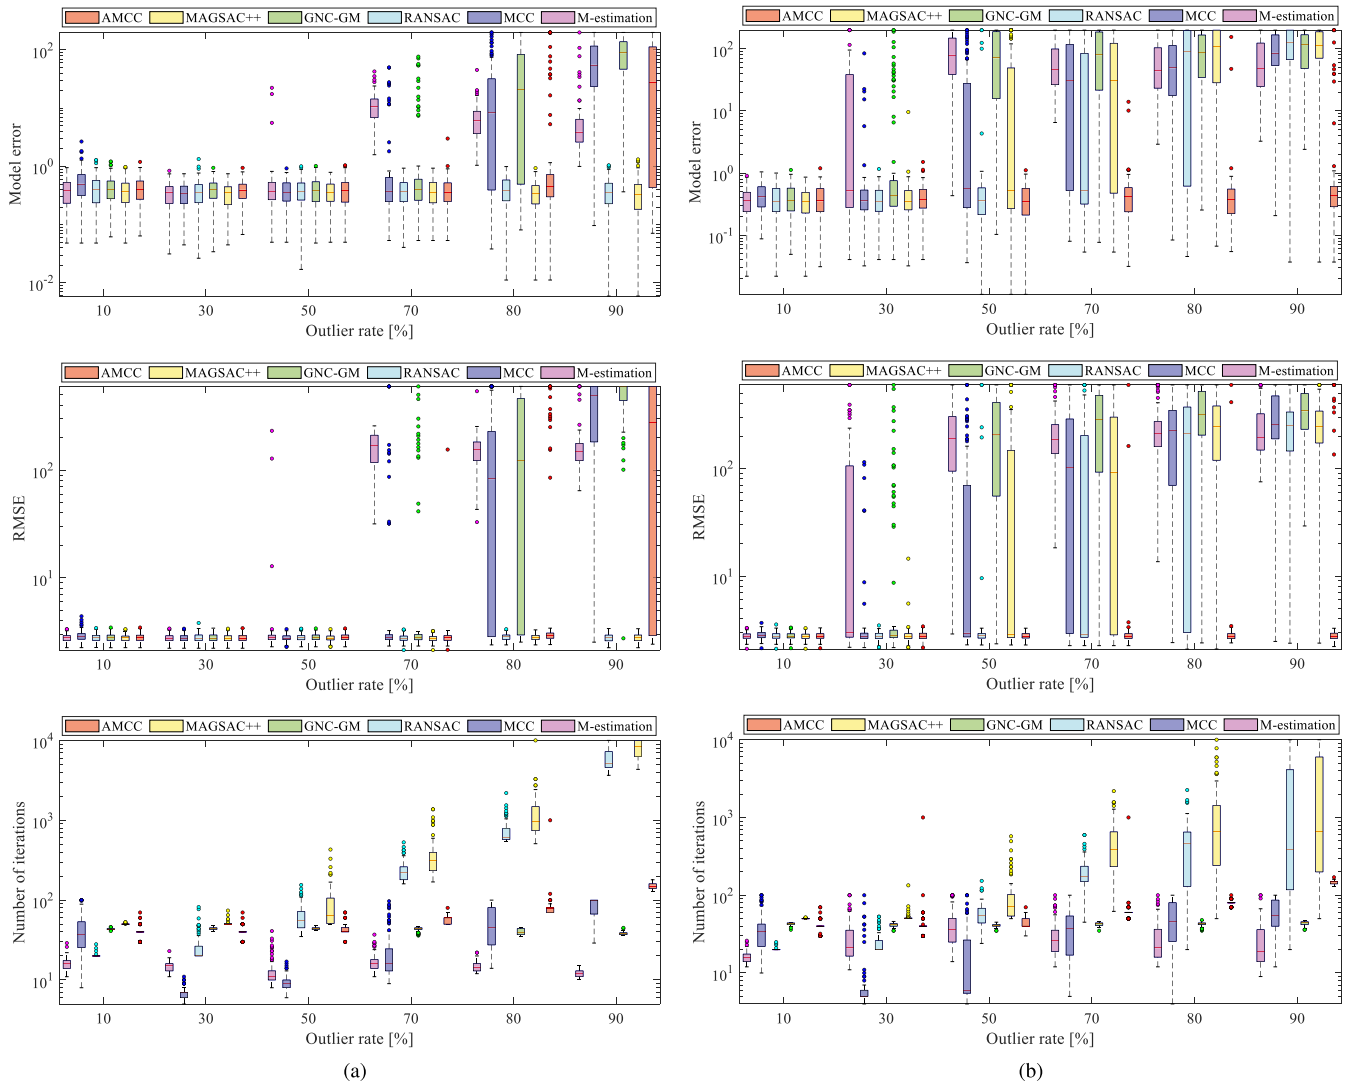 AMCC MAGSAC++ GNC-GM RANSAC MCC M-estimation
Model error
10^2
10^1
10^0
10^-1
10^-2
10 30 50 70 80 90
Outlier rate [%]
AMCC MAGSAC++ GNC-GM RANSAC MCC M-estimation
RMSE
10^2
10^1
10 30 50 70 80 90
Outlier rate [%]
AMCC MAGSAC++ GNC-GM RANSAC MCC M-estimation
Number of iterations
10^4
10^3
10^2
10^1
10 30 50 70 80 90
Outlier rate [%]
(a)
AMCC MAGSAC++ GNC-GM RANSAC MCC M-estimation
Model error
10^2
10^1
10^0
10^-1
10 30 50 70 80 90
Outlier rate [%]
AMCC MAGSAC++ GNC-GM RANSAC MCC M-estimation
RMSE
10^2
10^1
10 30 50 70 80 90
Outlier rate [%]
AMCC MAGSAC++ GNC-GM RANSAC MCC M-estimation
Number of itrations
10^4
10^3
10^2
10^1
10 30 50 70 80 90
Outlier rate [%]
(b)